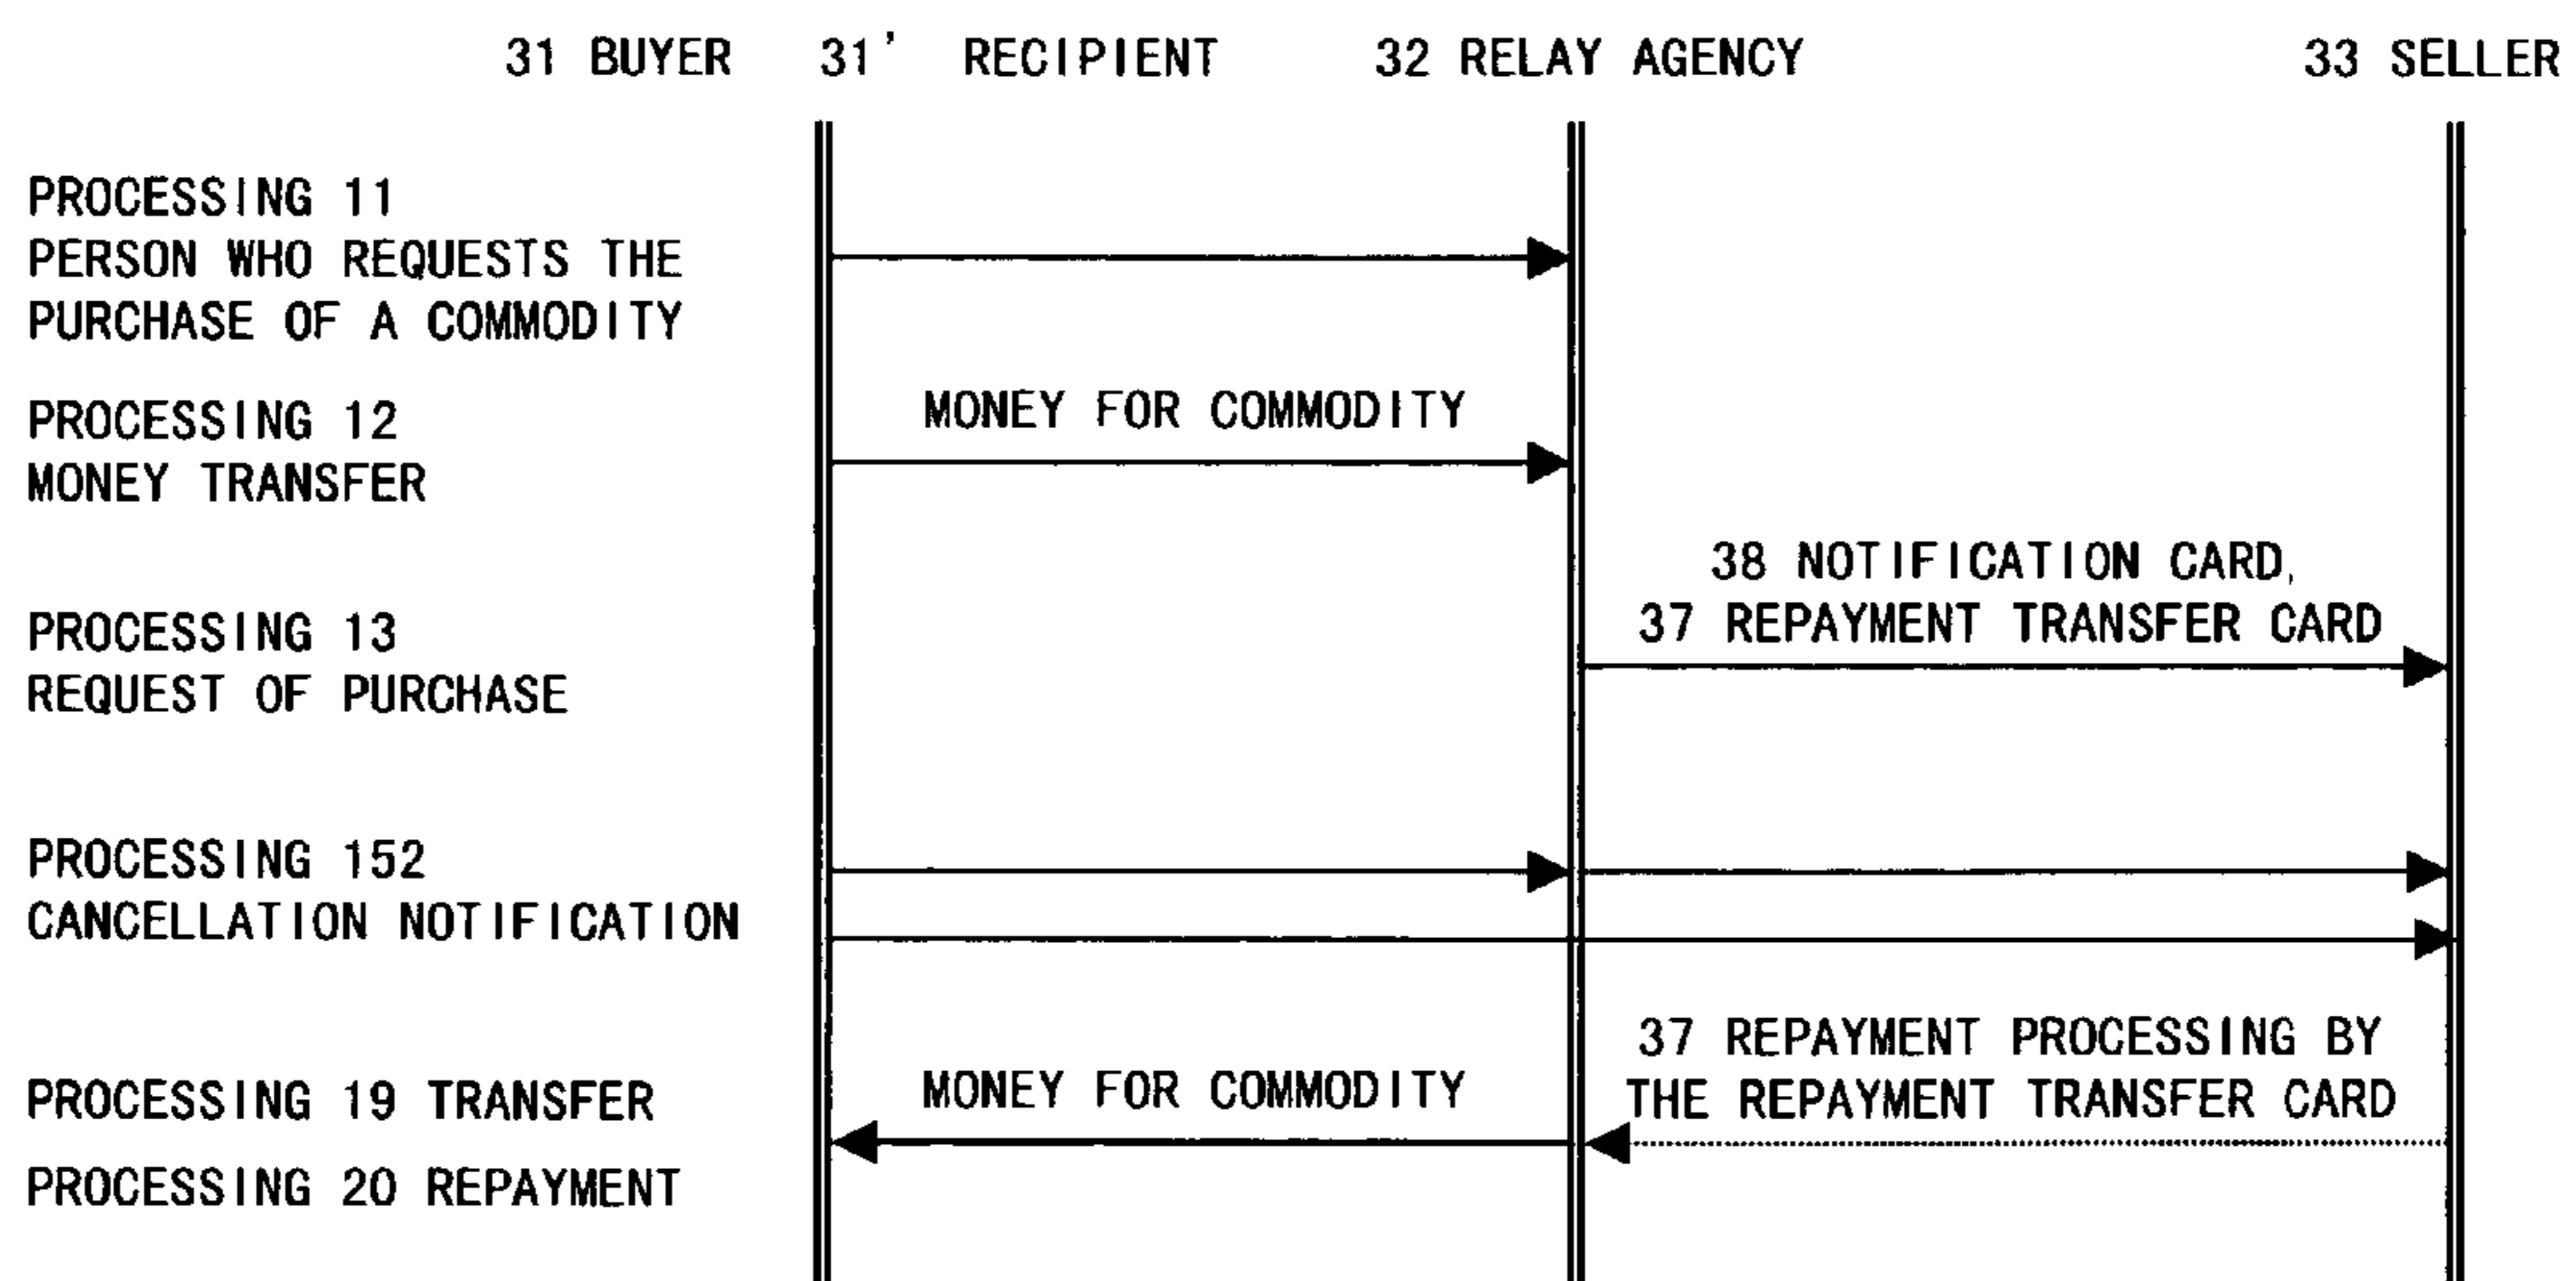 31 BUYER 31' RECIPIENT 32 RELAY AGENCY 33 SELLER
PROCESSING 11
PERSON WHO REQUESTS THE
PURCHASE OF A COMMODITY
PROCESSING 12
MONEY TRANSFER
MONEY FOR COMMODITY
38 NOTIFICATION CARD,
37 REPAYMENT TRANSFER CARD
PROCESSING 13
REQUEST OF PURCHASE
PROCESSING 152
CANCELLATION NOTIFICATION
37 REPAYMENT PROCESSING BY
THE REPAYMENT TRANSFER CARD
MONEY FOR COMMODITY
PROCESSING 19 TRANSFER
PROCESSING 20 REPAYMENT